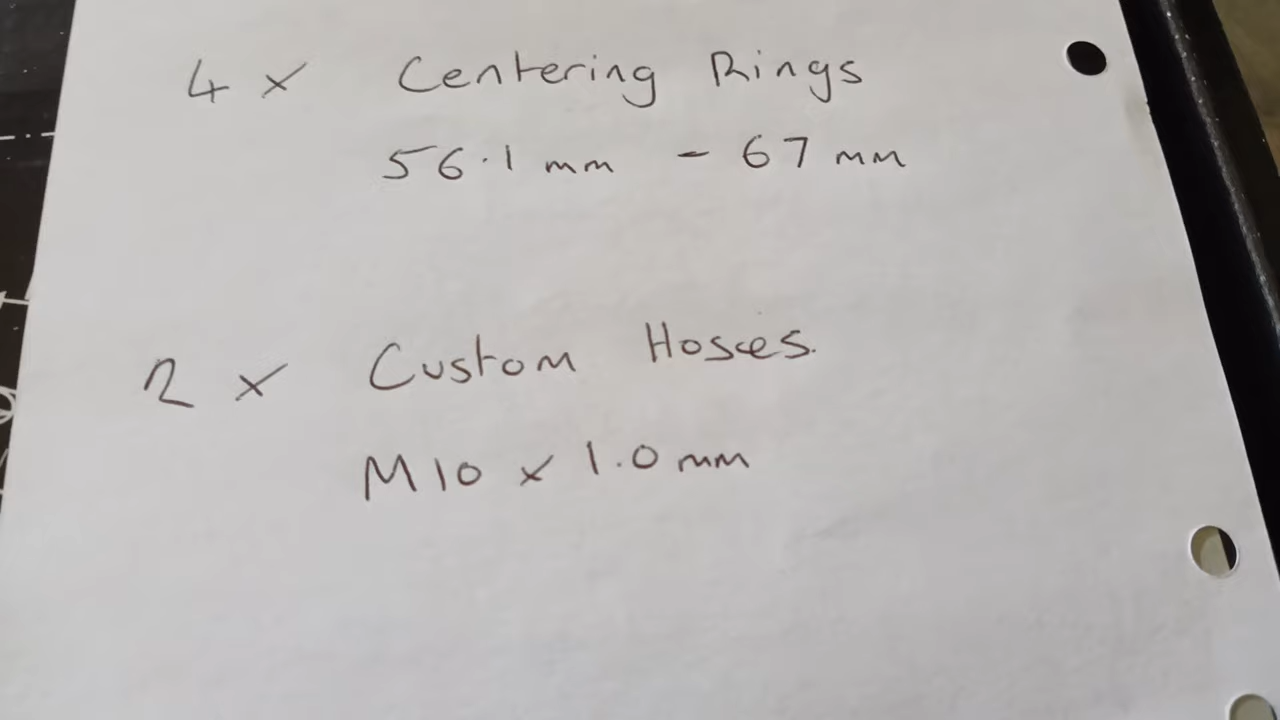 4 x Centering Rings
56.1 mm - 67 mm
2 x Custom Hoses.
M10 x 1.0 mm